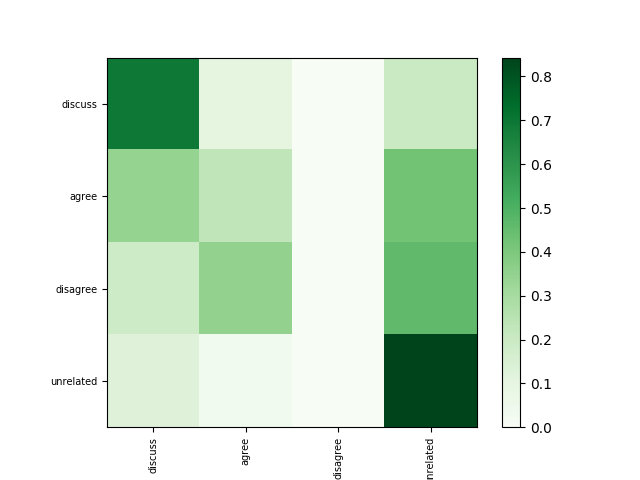 discuss
agree
disagree
unrelated
discuss
agree
disagree
nrelated
0.8
0.7
0.6
0.5
0.4
0.3
0.2
0.1
0.0